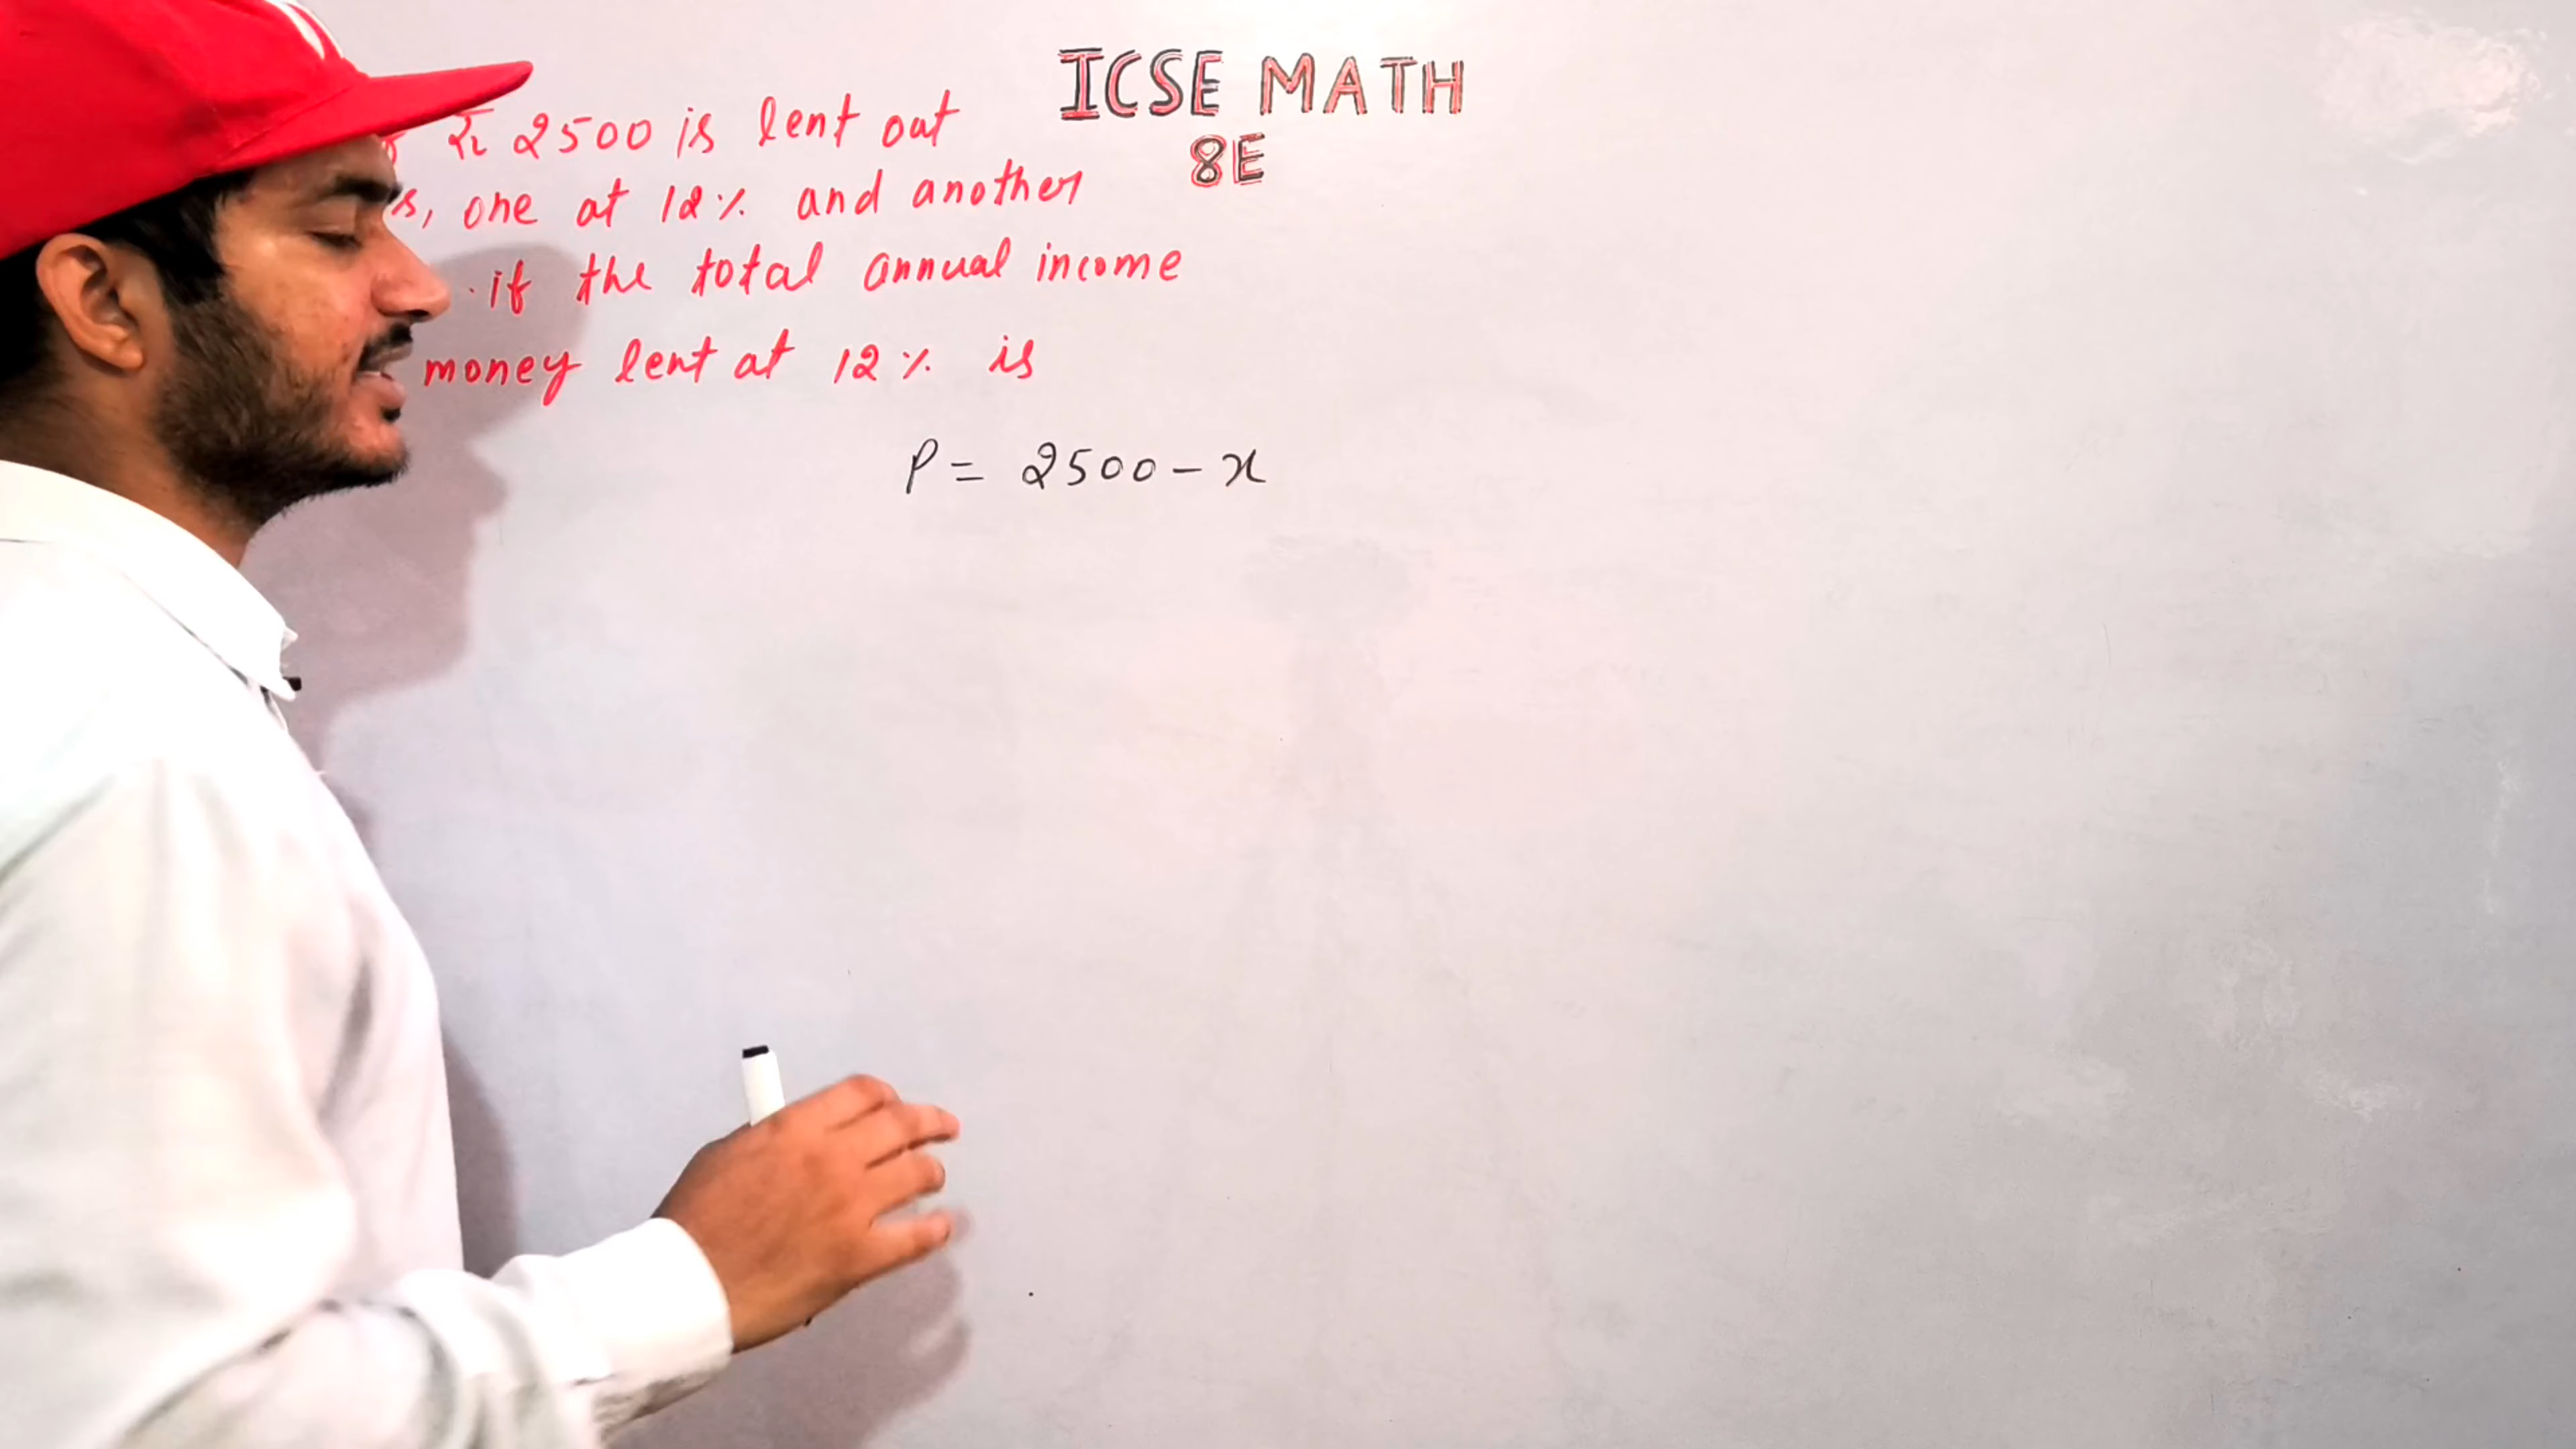 ICSE MATH
8E
₹ 2500 is lent out
s, one at 12% and another
. if the total annual income
money lent at 12% is
P = 2500 - x